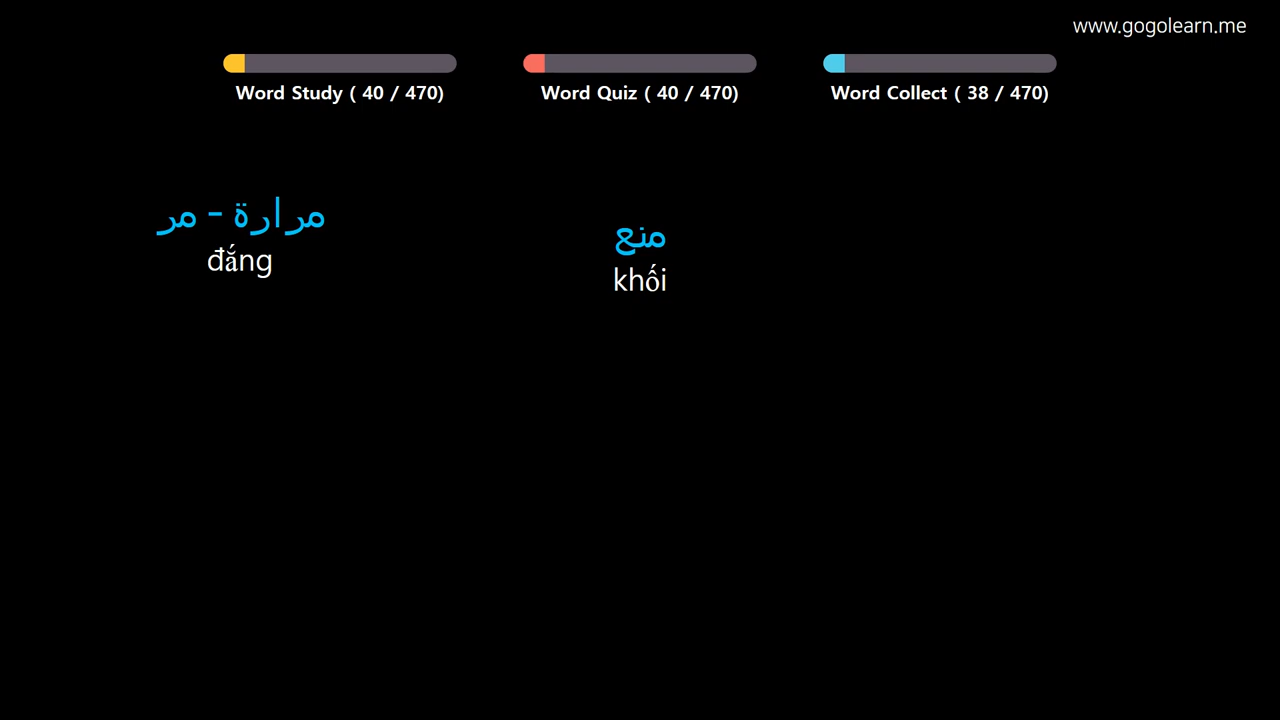 www.gogolearn.me
Word Study ( 40 / 470)
Word Quiz ( 40 / 470)
Word Collect ( 38 / 470)
مرارة - مر
đắng
منع
khối